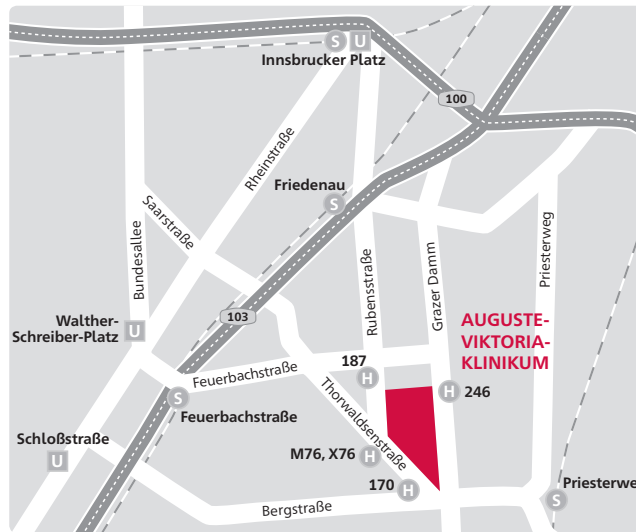 S U
Innsbrucker Platz
100
Rheinstraße
Friedenau
S
Saarstraße
Bundesallee
Rubensstraße
Grazer Damm
Priesterweg
103
Walther-
Schreiber-Platz
U
AUGUSTE-
VIKTORIA-
KLINIKUM
187
H
Feuerbachstraße
H
246
S
Feuerbachstraße
Thorwaldsenstraße
Schloßstraße
U
M76, X76
H
170
H
Bergstraße
Priesterwe
S